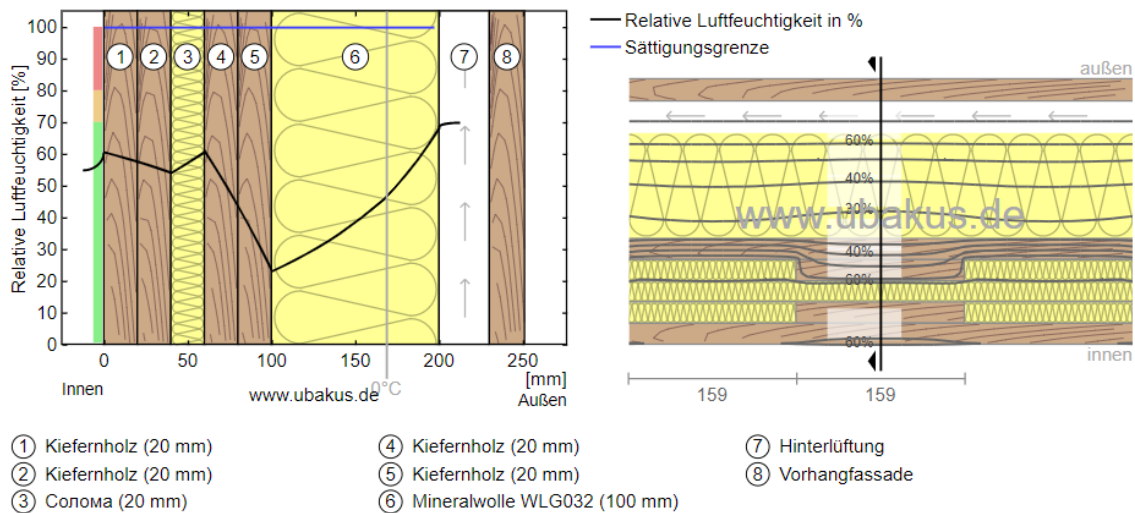 Relative Luftfeuchtigkeit [%]
100
90
80
70
60
50
40
30
20
10
0
1 2 3 4 5 6 7 8
0 50 100 150 200 250
[mm]
Innen www.ubakus.de 0°C Außen
Relative Luftfeuchtigkeit in %
Sättigungsgrenze
außen
60%
40%
30%
www.ubakus.de
40%
60%
60%
innen
159 159
1 Kiefernholz (20 mm)
2 Kiefernholz (20 mm)
3 Солома (20 mm)
4 Kiefernholz (20 mm)
5 Kiefernholz (20 mm)
6 Mineralwolle WLG032 (100 mm)
7 Hinterlüftung
8 Vorhangfassade